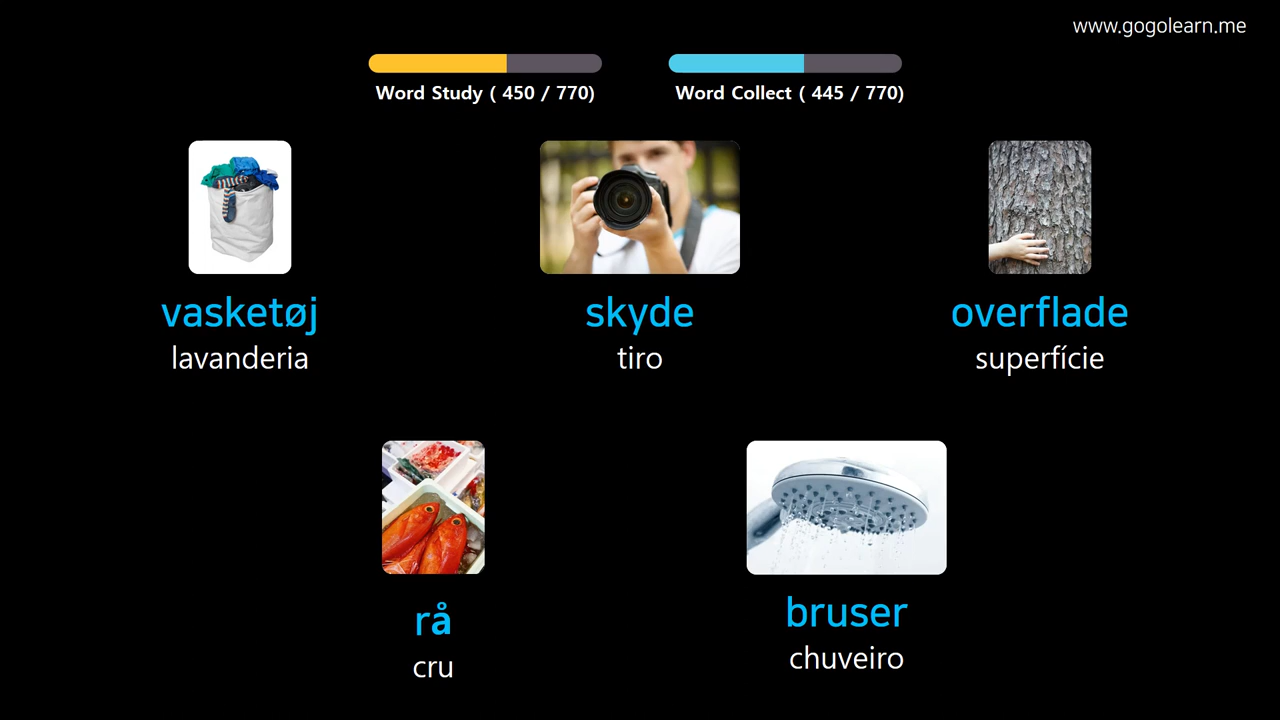 www.gogolearn.me
Word Study ( 450 / 770)
Word Collect ( 445 / 770)
vasketøj
lavanderia
skyde
tiro
overflade
superfície
rå
cru
bruser
chuveiro